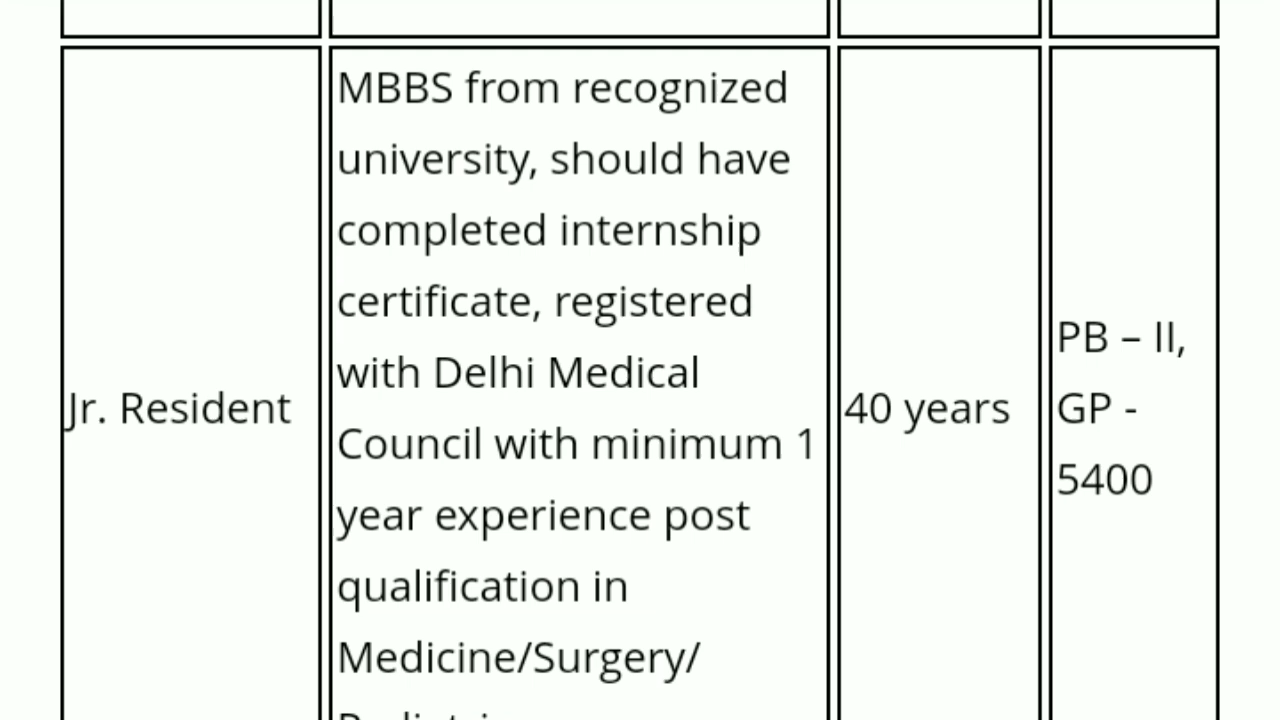 MBBS from recognized
university, should have
completed internship
certificate, registered
with Delhi Medical
Council with minimum 1
year experience post
qualification in
Medicine/Surgery/
Jr. Resident
40 years
PB – II,
GP -
5400